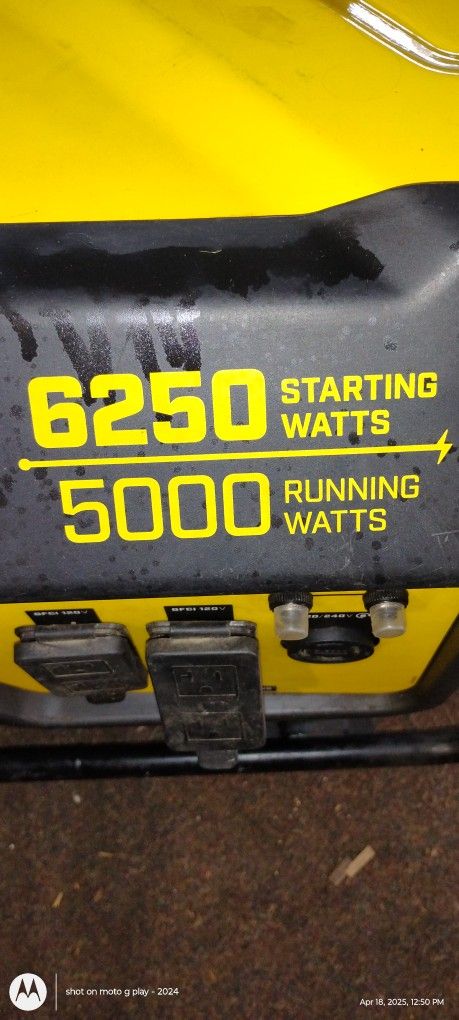 6250 STARTING WATTS
5000 RUNNING WATTS
GFCI 120V
GFCI 120V
shot on moto g play - 2024
Apr 18, 2025, 12:50 PM